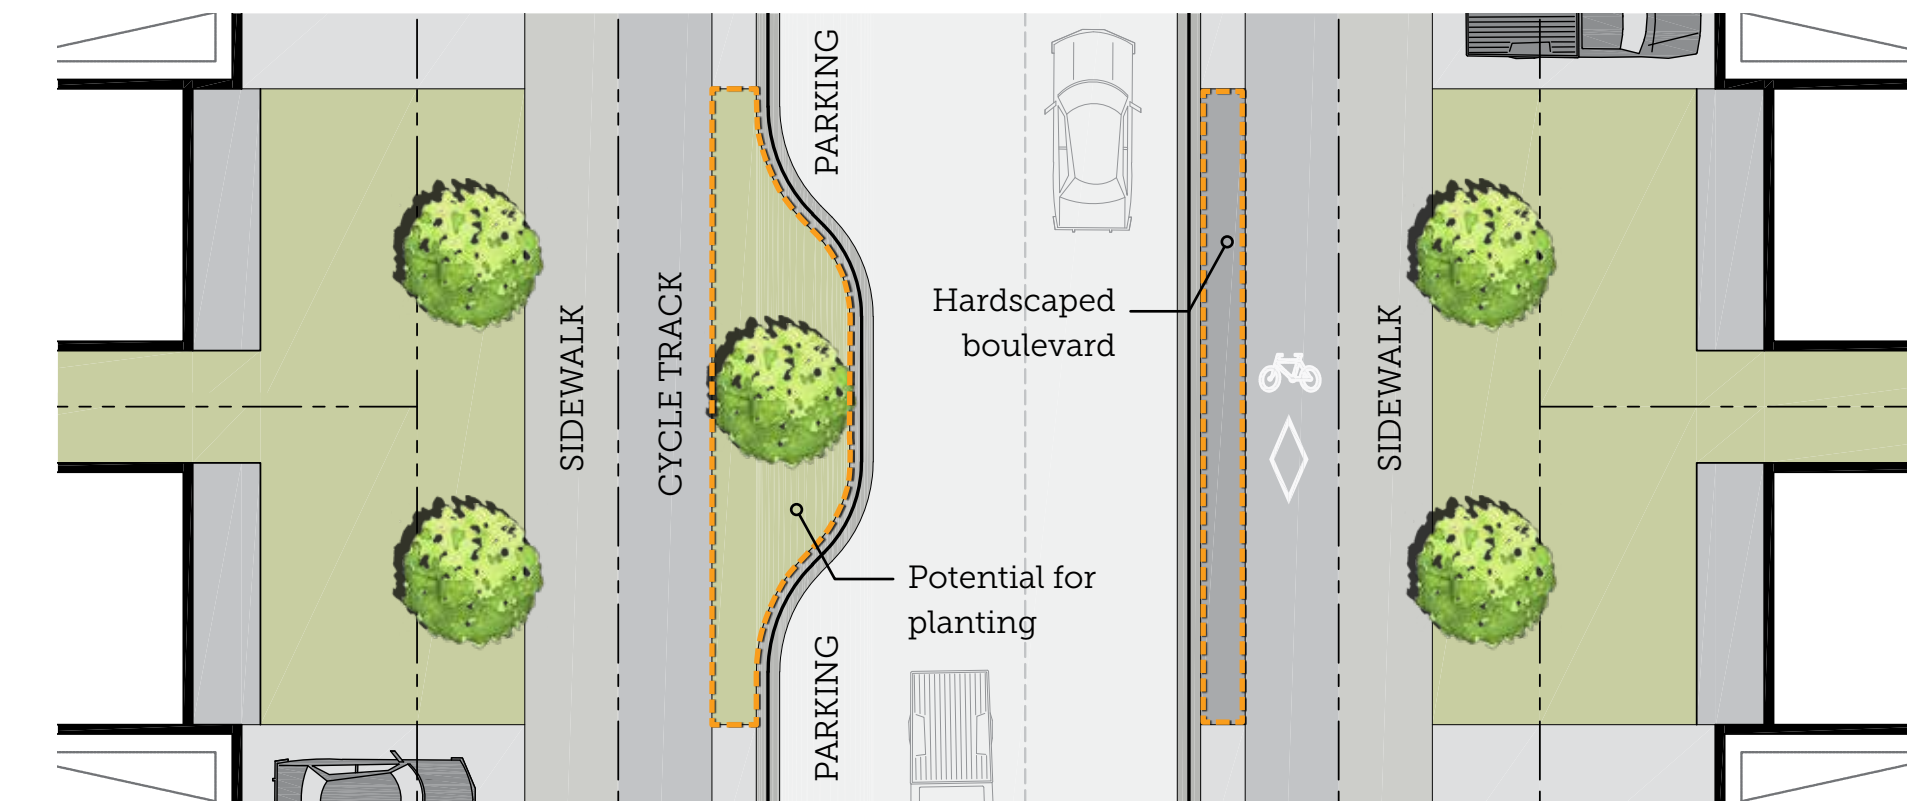 PARKING
SIDEWALK
CYCLE TRACK
Hardscaped
boulevard
SIDEWALK
Potential for
planting
PARKING